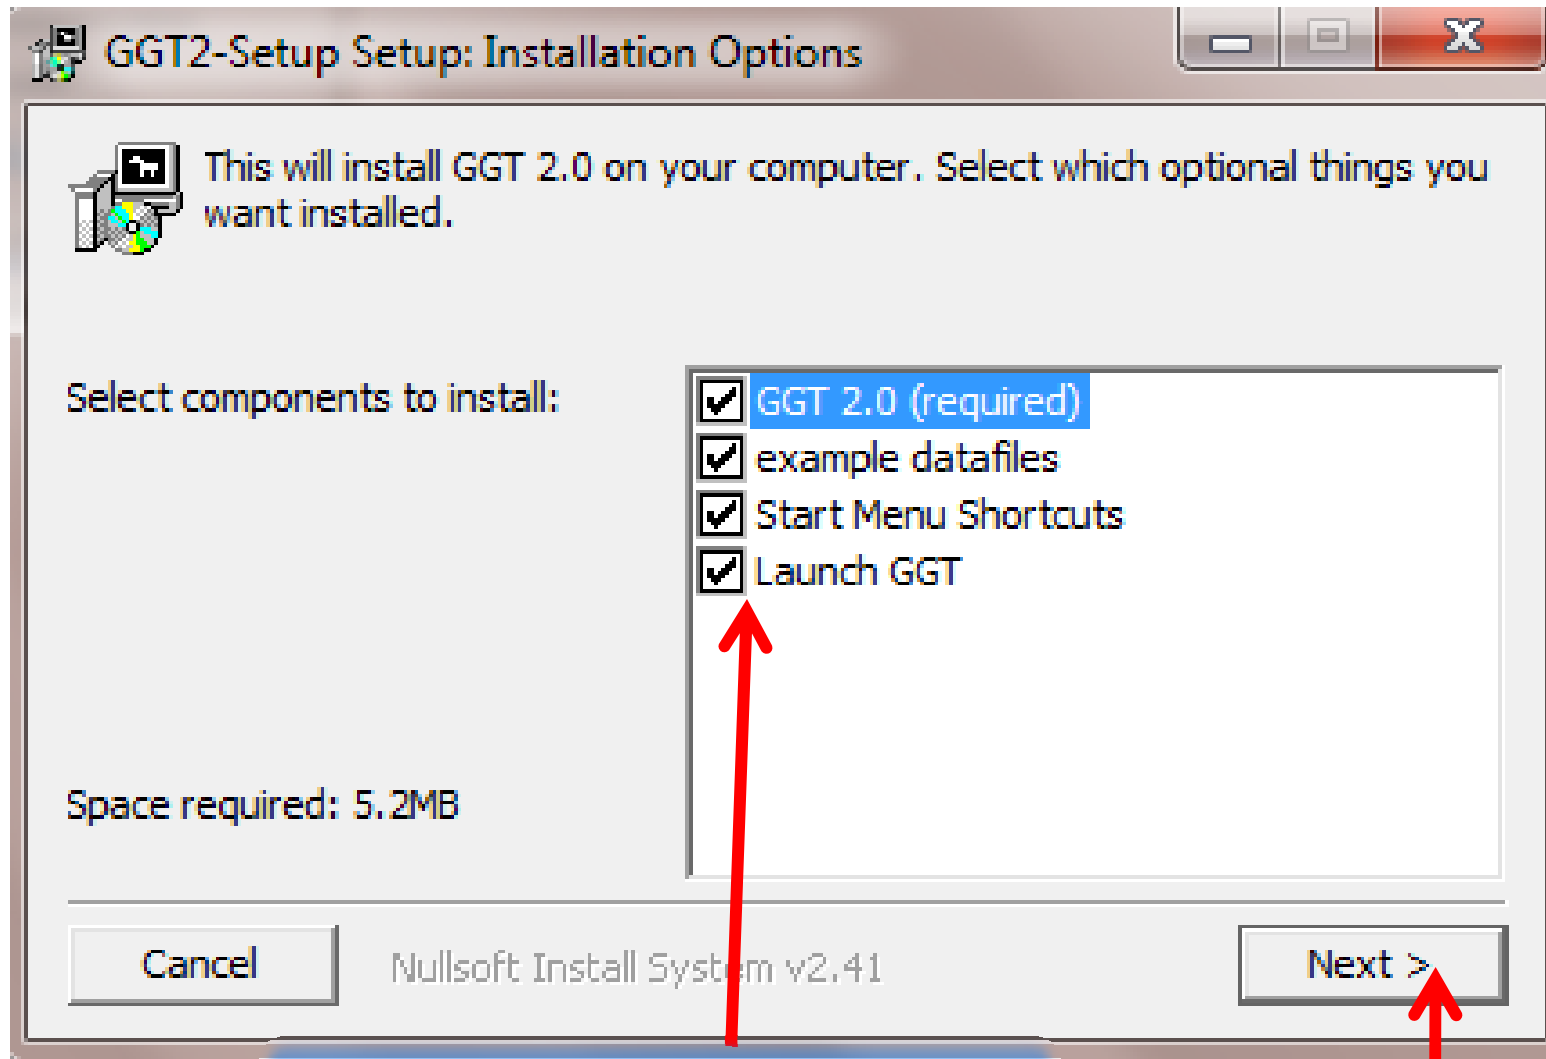 GGT2-Setup Setup: Installation Options
This will install GGT 2.0 on your computer. Select which optional things you
want installed.
Select components to install:
GGT 2.0 (required)
example datafiles
Start Menu Shortcuts
Launch GGT
Space required: 5.2MB
Cancel
Nullsoft Install System v2.41
Next >